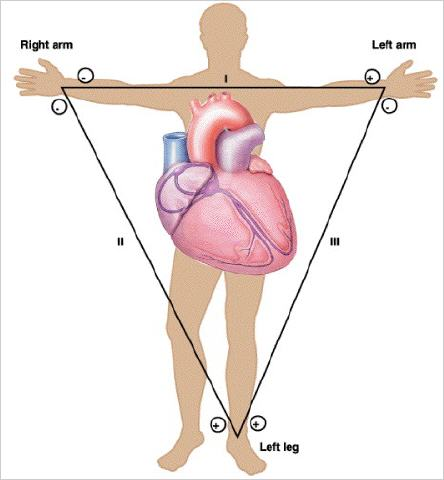 Right arm
Left arm
-
I
+
-
-
II
III
+
+
Left leg